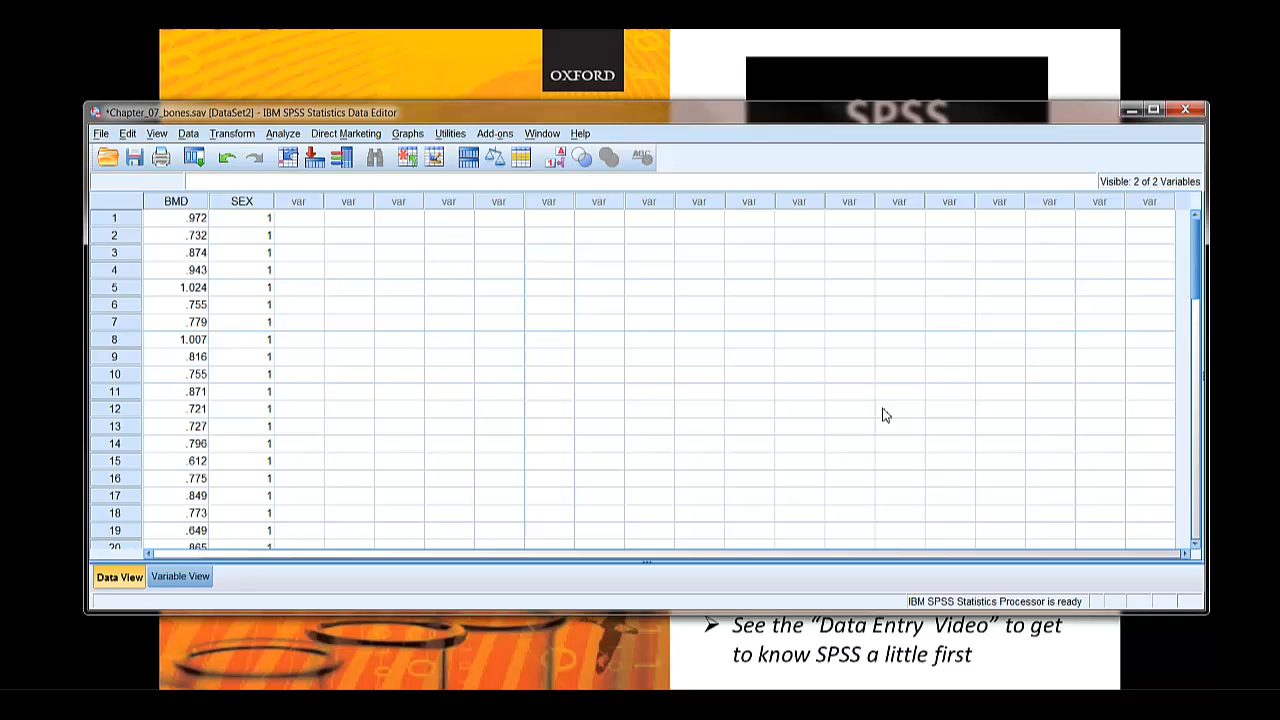 OXFORD
SPSS
*Chapter_07_bones.sav [DataSet2] - IBM SPSS Statistics Data Editor
File Edit View Data Transform Analyze Direct Marketing Graphs Utilities Add-ons Window Help
Visible: 2 of 2 Variables
BMD SEX var var var var var var var var var var var var var var var var var var
1 .972 1
2 .732 1
3 .874 1
4 .943 1
5 1.024 1
6 .755 1
7 .779 1
8 1.007 1
9 .816 1
10 .755 1
11 .871 1
12 .721 1
13 .727 1
14 .796 1
15 .612 1
16 .775 1
17 .849 1
18 .773 1
19 .649 1
20 .865 1
Data View Variable View
IBM SPSS Statistics Processor is ready
➢ See the “Data Entry Video” to get
to know SPSS a little first